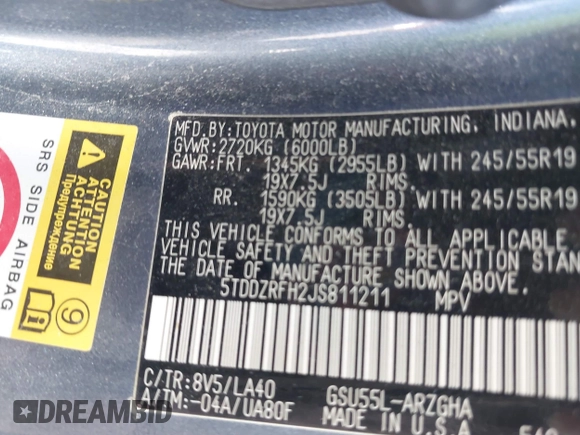 SRS SIDE AIRBAG
CAUTION
ATTENTION
ACHTUNG
Предупреждение
9
MFD.BY:TOYOTA MOTOR MANUFACTURING, INDIANA,
GVWR:2720KG (6000LB)
GAWR:FRT. 1345KG (2955LB) WITH 245/55R19
19X7.5J RIMS.
RR. 1590KG (3505LB) WITH 245/55R19
19X7.5J RIMS.
THIS VEHICLE CONFORMS TO ALL APPLICABLE
VEHICLE SAFETY AND THEFT PREVENTION STAN
DATE OF MANUFACTURE SHOWN ABOVE.
5TDDZRFH2JS811211 MPV
C/TR:8V5/LA40 GSU55L-ARZGHA
A/TM:-04A/UA80F MADE IN U.S.A
AUTOBIDMASTER